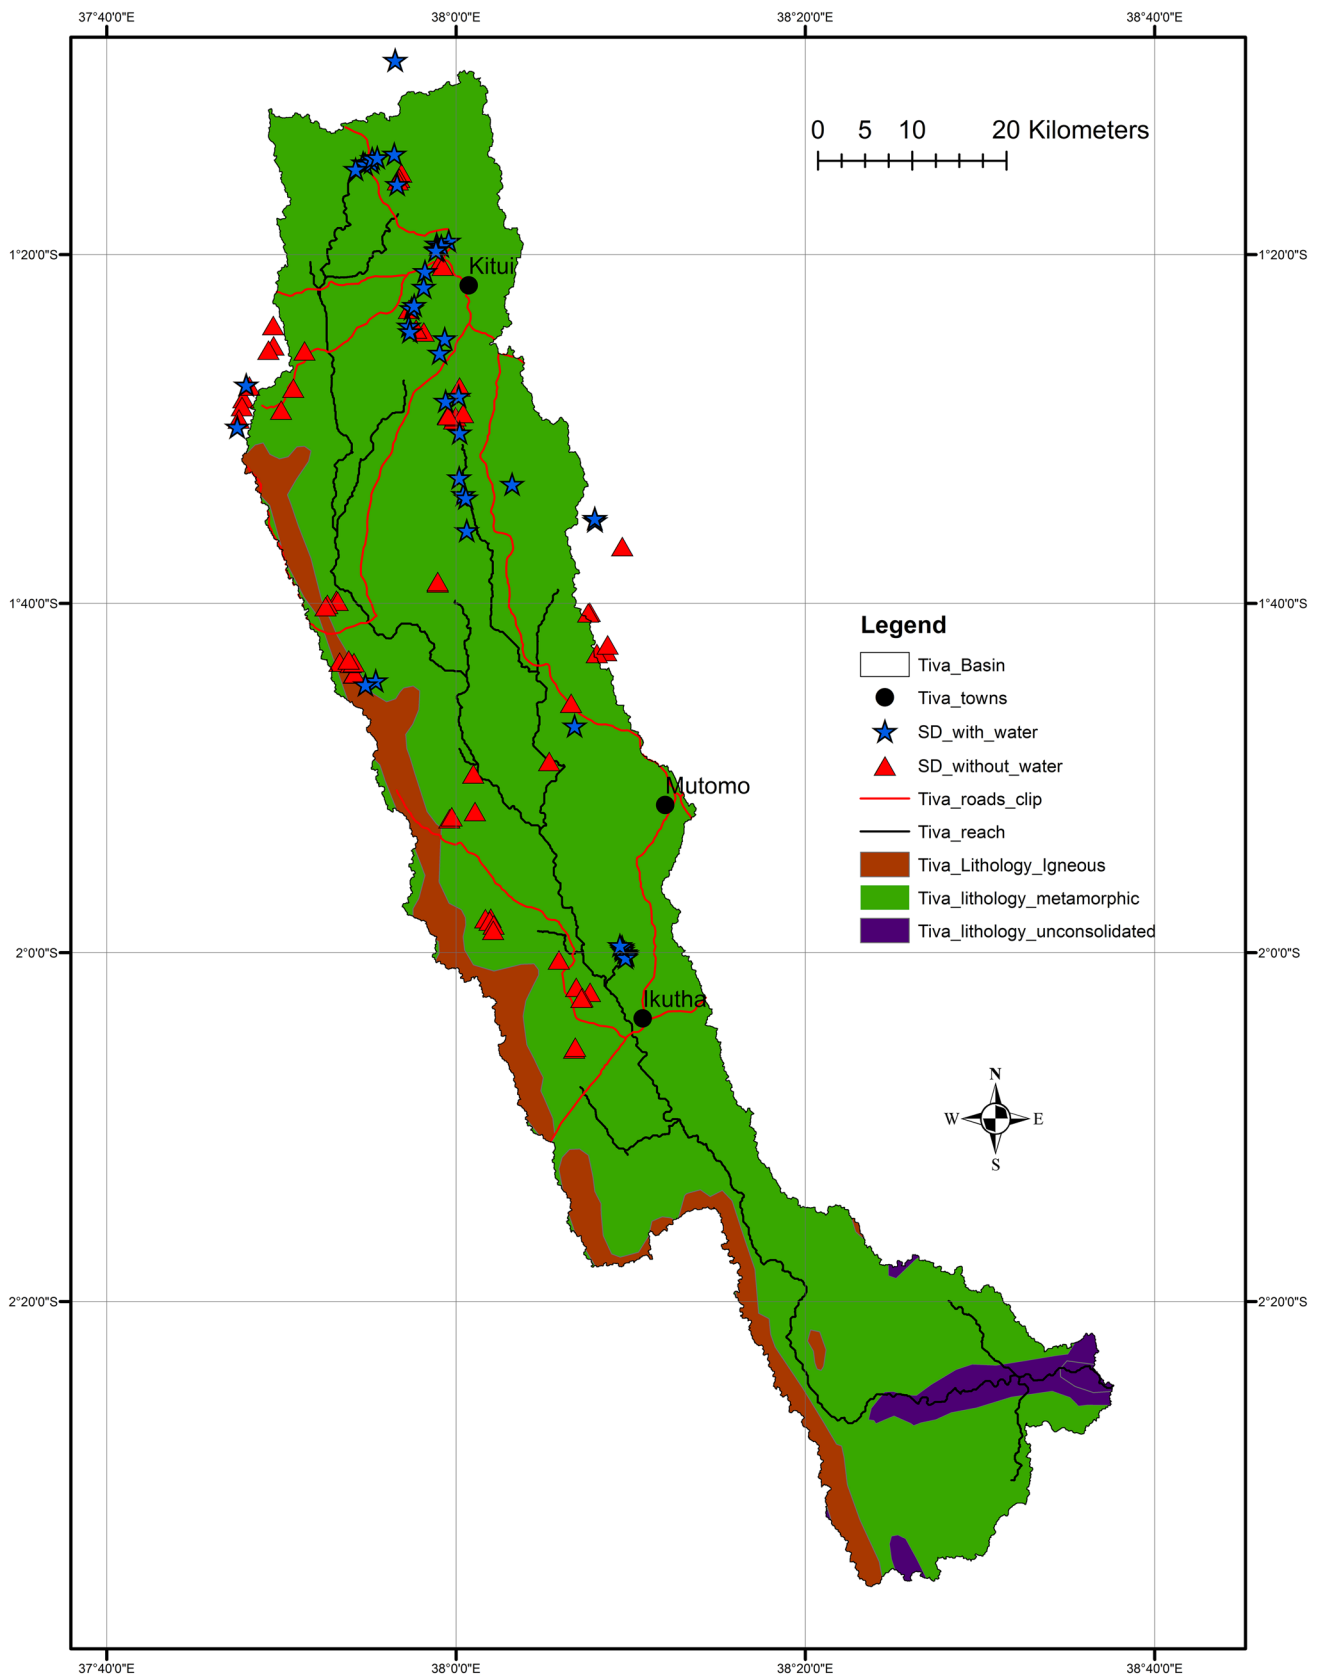 37°40'0"E
38°0'0"E
38°20'0"E
38°40'0"E
0 5 10 20 Kilometers
1°20'0"S
1°20'0"S
Kitui
1°40'0"S
1°40'0"S
Legend
Tiva_Basin
Tiva_towns
SD_with_water
SD_without_water
Tiva_roads_clip
Tiva_reach
Tiva_Lithology_Igneous
Tiva_lithology_metamorphic
Tiva_lithology_unconsolidated
Mutomo
2°0'0"S
2°0'0"S
Ikutha
N
W E
S
2°20'0"S
2°20'0"S
37°40'0"E
38°0'0"E
38°20'0"E
38°40'0"E